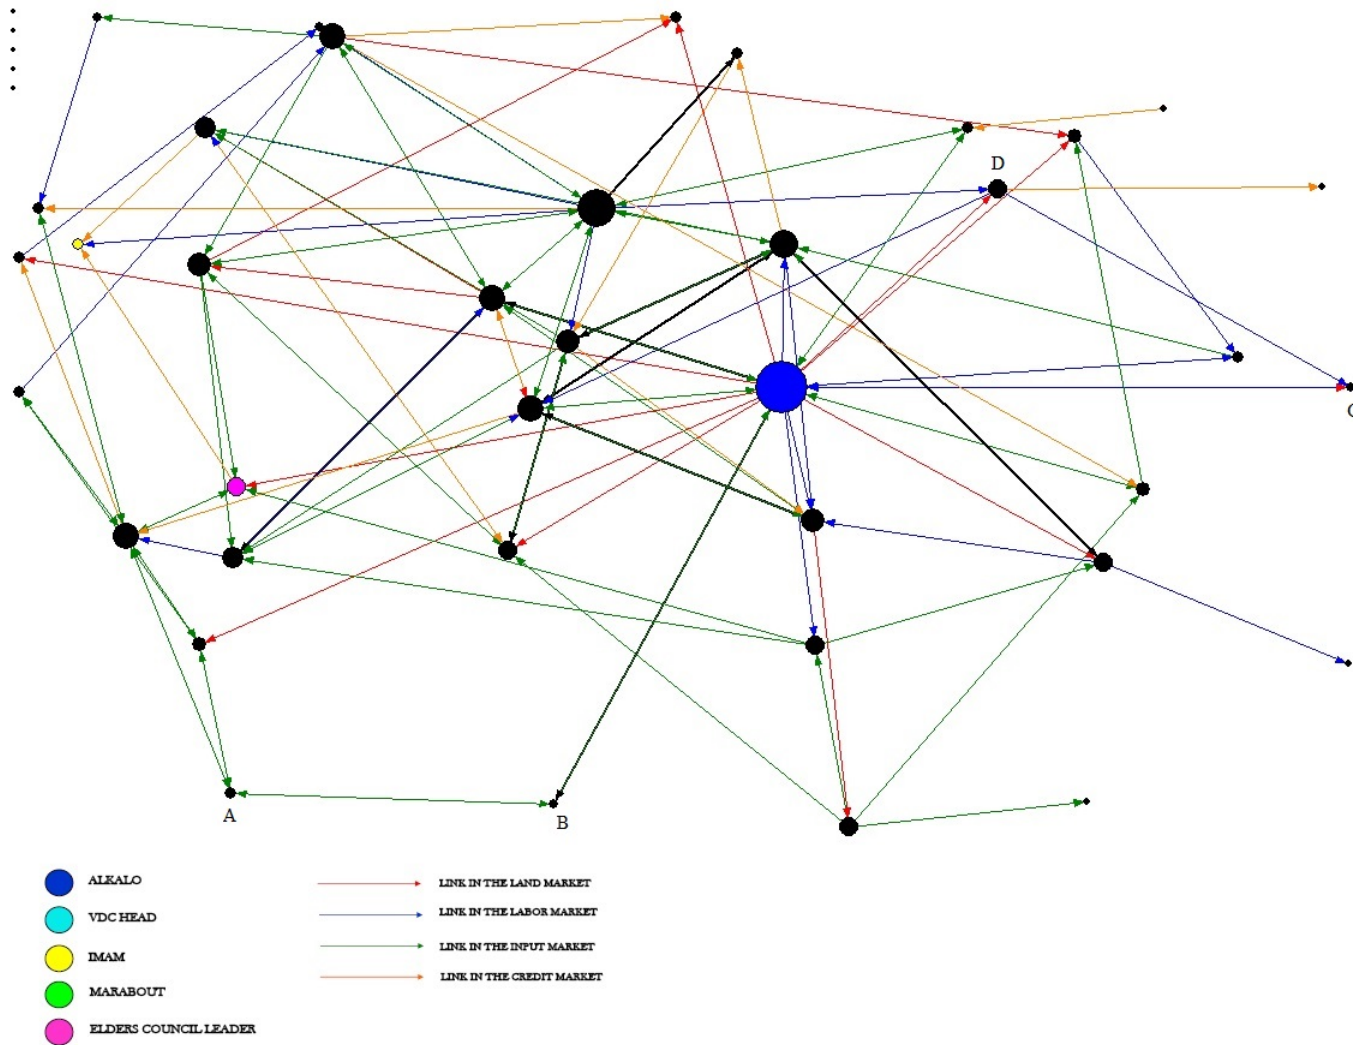 D
C
A
B
ALKALO
LINK IN THE LAND MARKET
VDC HEAD
LINK IN THE LABOR MARKET
IMAM
LINK IN THE INPUT MARKET
MARABOUT
LINK IN THE CREDIT MARKET
ELDERS COUNCIL LEADER